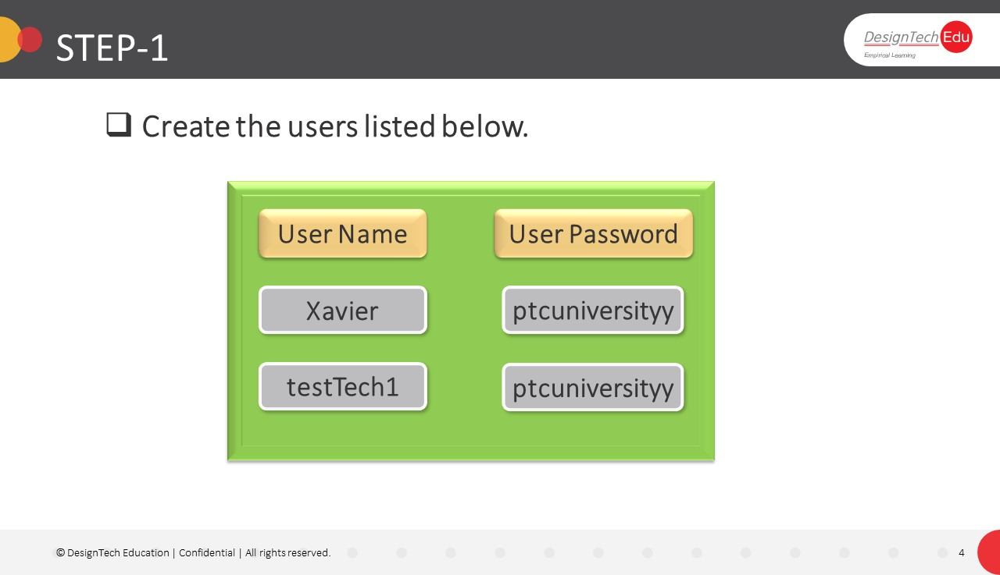 STEP-1
DesignTech Edu
Empirical Learning
❑ Create the users listed below.
User Name User Password
Xavier ptcuniversityy
testTech1 ptcuniversityy
© DesignTech Education | Confidential | All rights reserved. 4